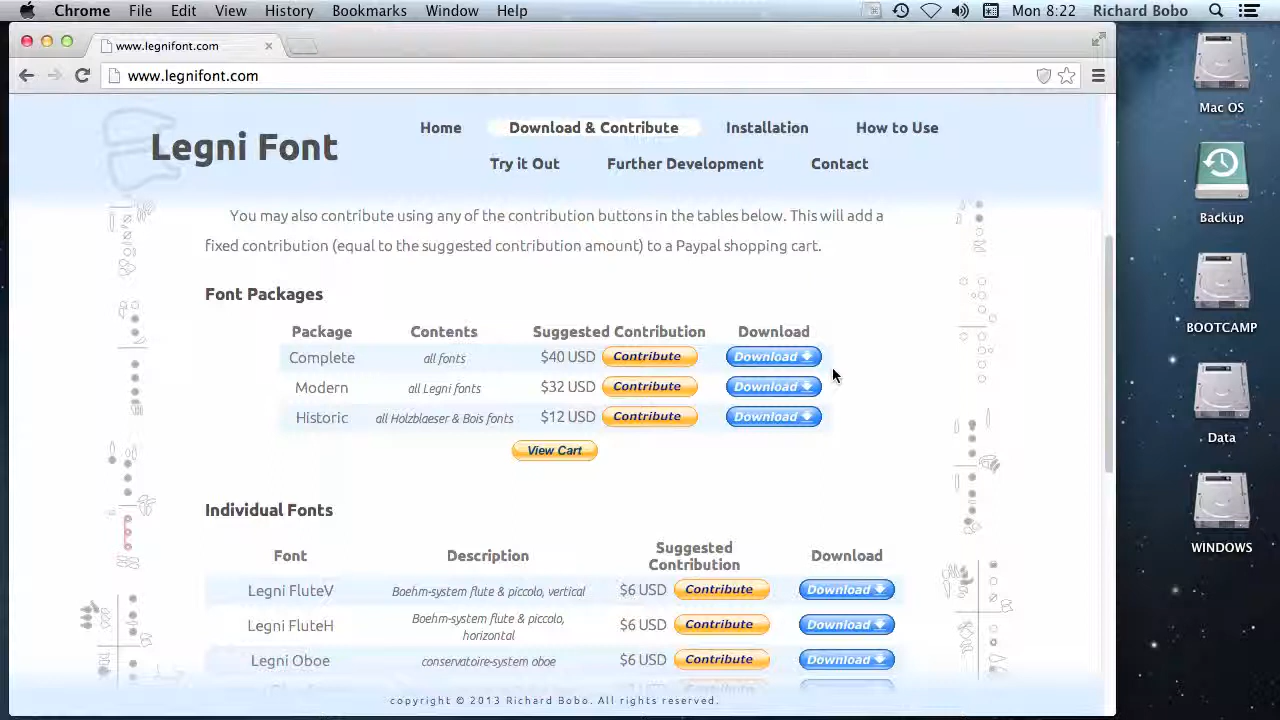 Chrome File Edit View History Bookmarks Window Help Mon 8:22 Richard Bobo
www.legnifont.com
www.legnifont.com
Mac OS
Backup
BOOTCAMP
Data
WINDOWS
Legni Font
Home Download & Contribute Installation How to Use
Try it Out Further Development Contact
You may also contribute using any of the contribution buttons in the tables below. This will add a
fixed contribution (equal to the suggested contribution amount) to a Paypal shopping cart.
Font Packages
Package Contents Suggested Contribution Download
Complete all fonts $40 USD Contribute Download
Modern all Legni fonts $32 USD Contribute Download
Historic all Holzblaeser & Bois $12 USD Contribute Download
View Cart
Individual Fonts
Font Description Suggested
Contribution Download
Legni FluteV Boehm-system flute & piccolo, vertical $6 USD Contribute Download
Legni FluteH Boehm-system flute & piccolo,
horizontal $6 USD Contribute Download
Legni Oboe conservatoire-system oboe $6 USD Contribute Download
copyright © Richard Bobo. All rights reserved.